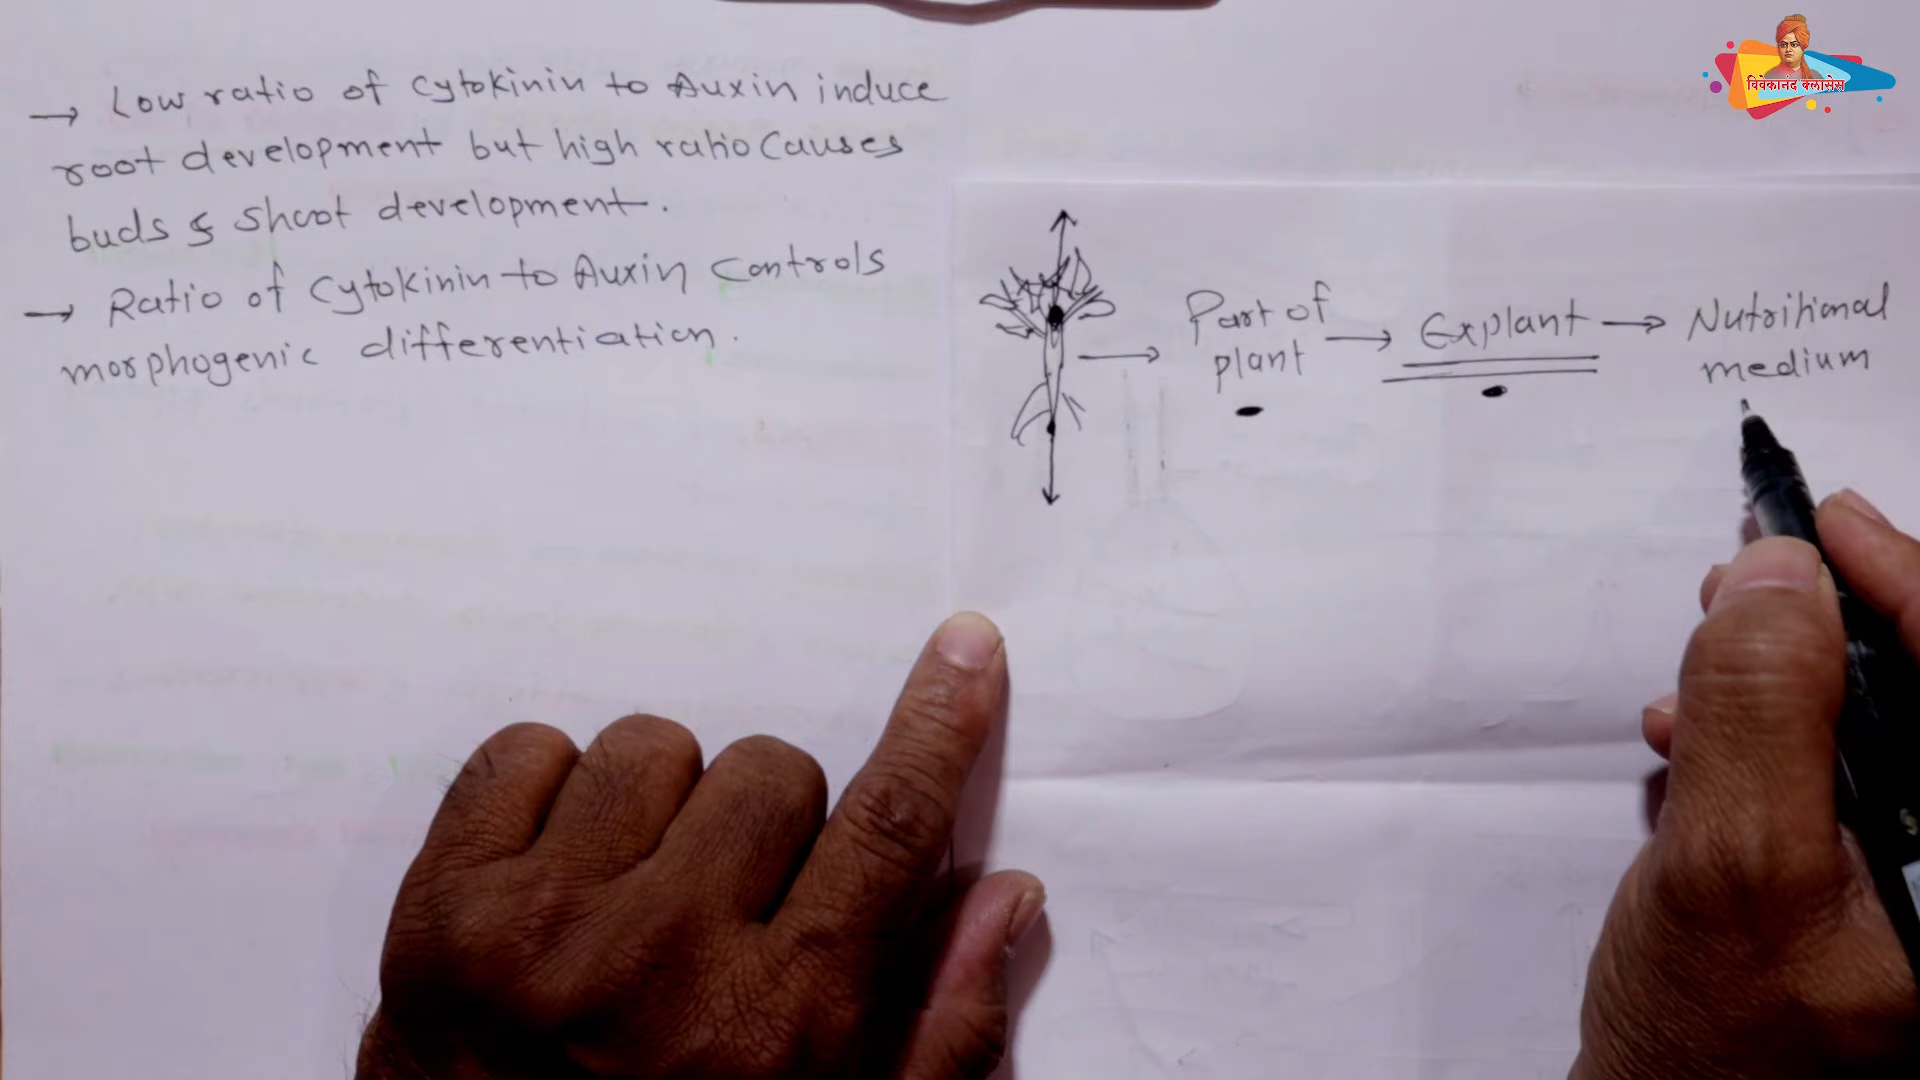 → Low ratio of cytokinin to Auxin induce
root development but high ratio causes
buds & shoot development.
→ Ratio of cytokinin to Auxin controls
morphogenic differentiation.
→ Part of
plant
→ Explant → Nutritional
medium
विवेकानंद क्लासेस